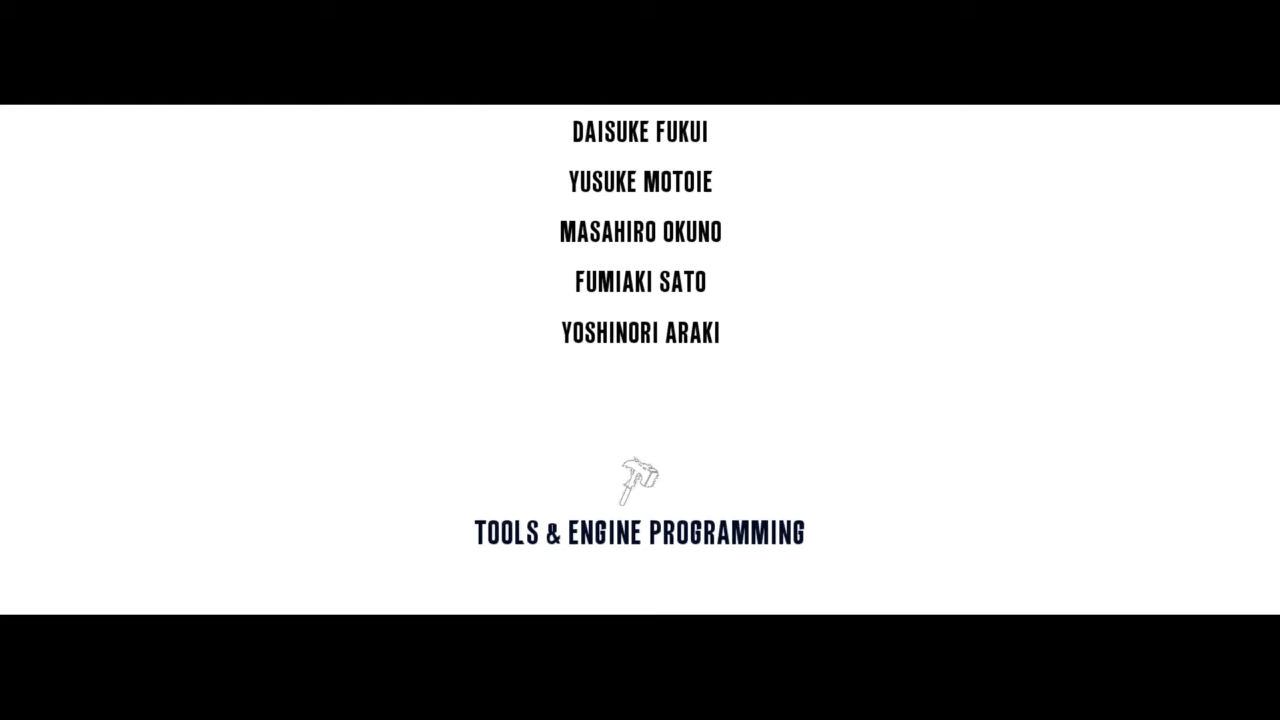 DAISUKE FUKUI
YUSUKE MOTOIE
MASAHIRO OKUNO
FUMIAKI SATO
YOSHINORI ARAKI
TOOLS & ENGINE PROGRAMMING